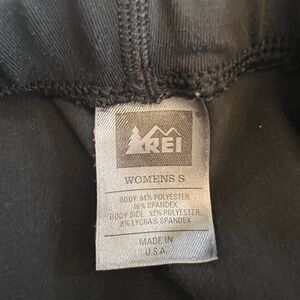 REI
WOMENS S
BODY: 84% POLYESTER,
16% SPANDEX
BODY SIDE: 92% POLYESTER,
8% LYCRA® SPANDEX
MADE IN
U.S.A.